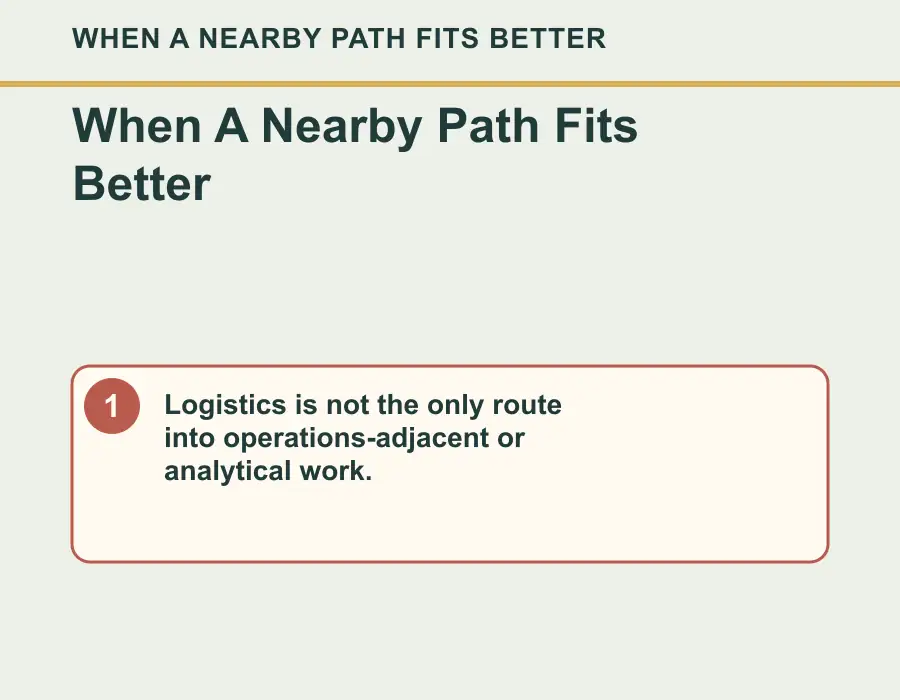 WHEN A NEARBY PATH FITS BETTER
When A Nearby Path Fits
Better
1
Logistics is not the only route
into operations-adjacent or
analytical work.